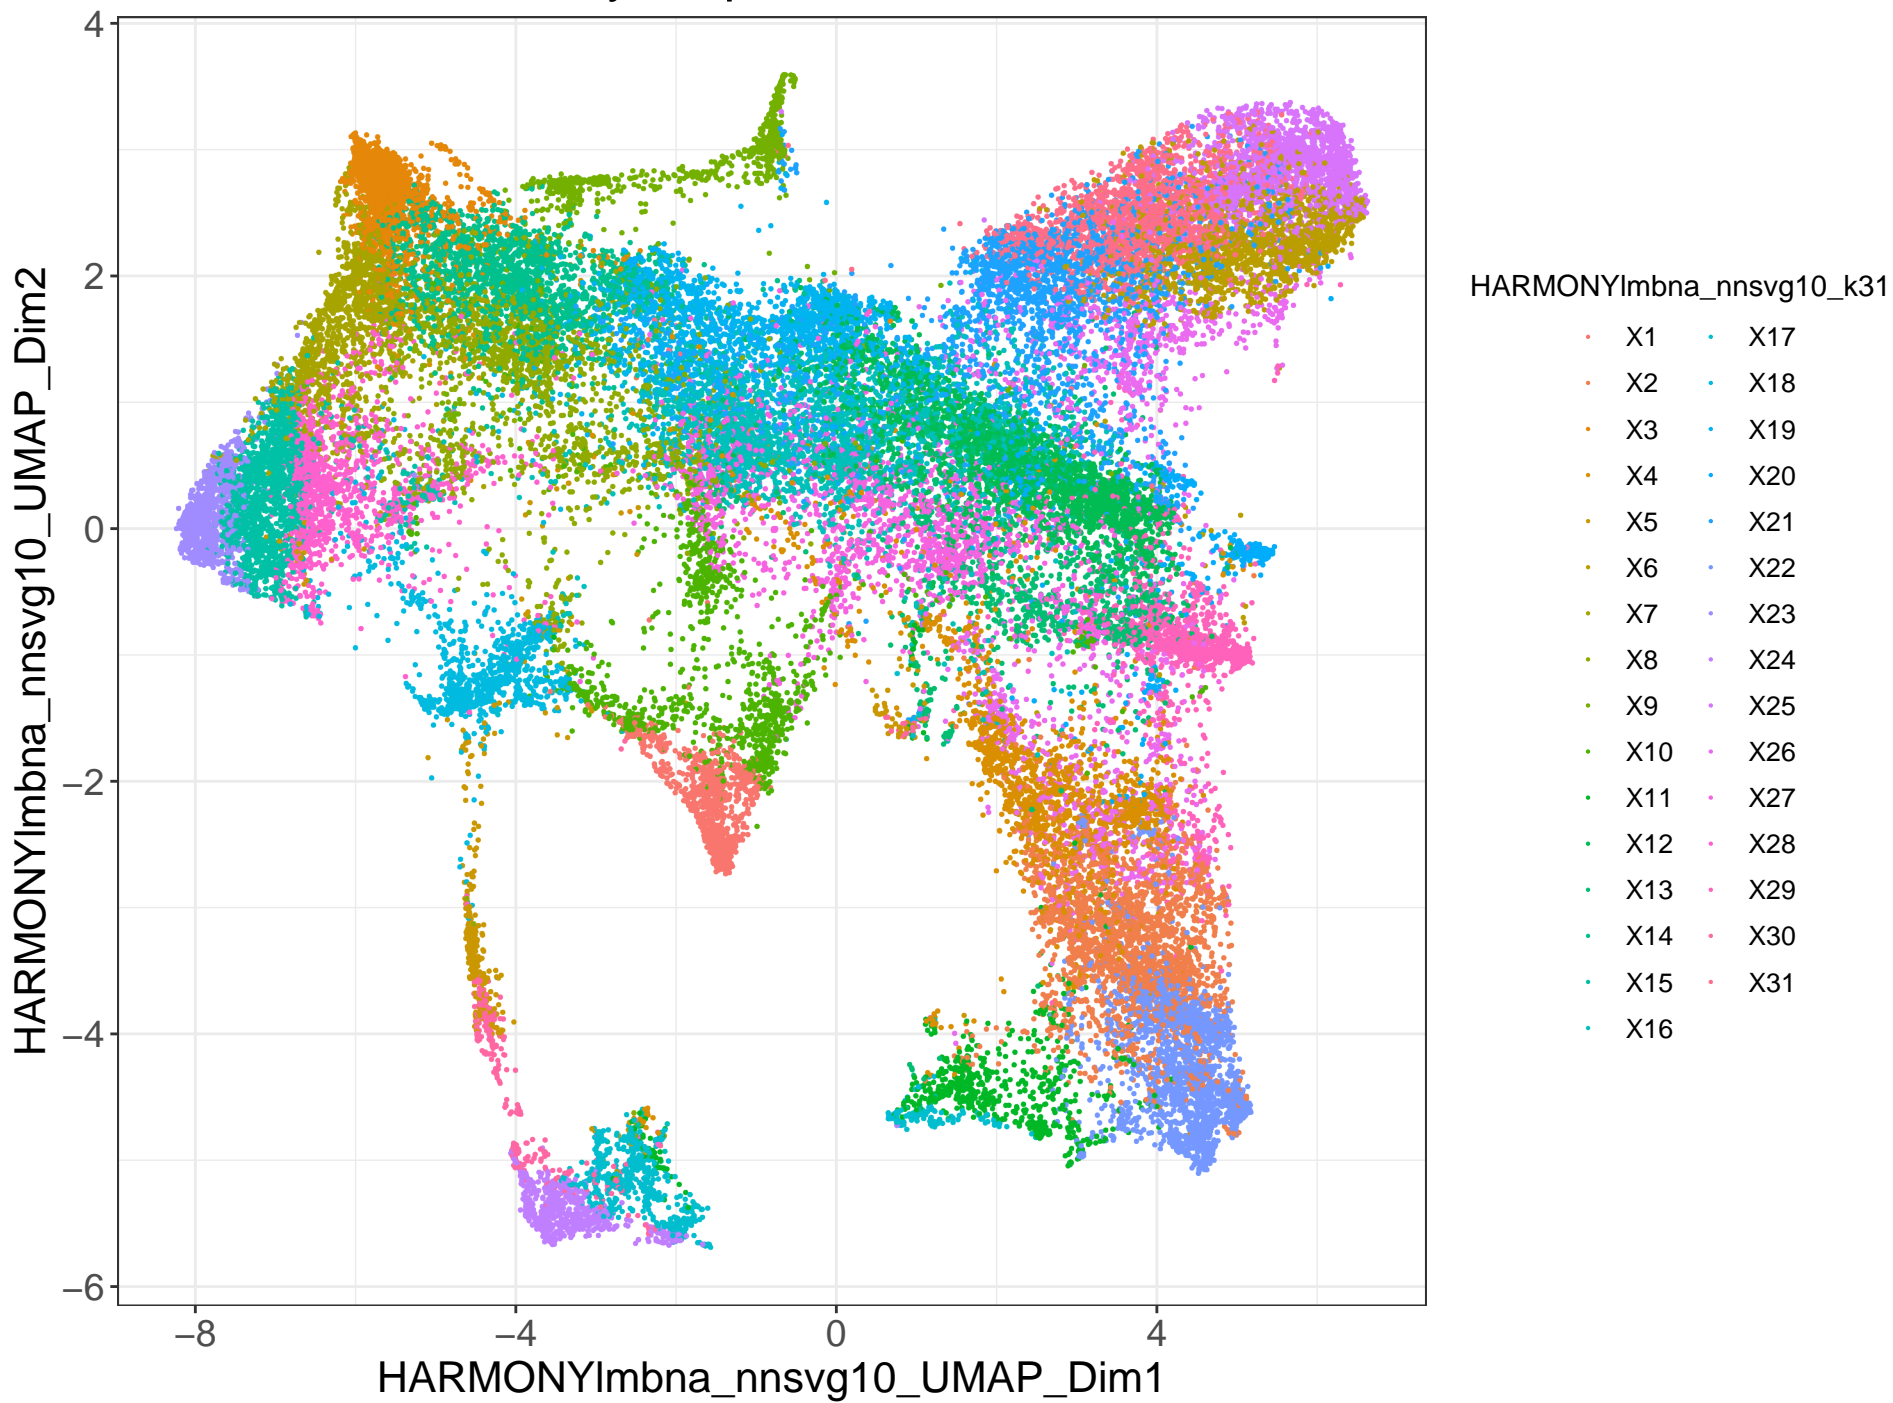 4
2
0
−2
−4
−6
−8
−4
0
4
HARMONYlmbna_nnsvg10_UMAP_Dim2
HARMONYlmbna_nnsvg10_UMAP_Dim1
HARMONYlmbna_nnsvg10_k31
X1
X2
X3
X4
X5
X6
X7
X8
X9
X10
X11
X12
X13
X14
X15
X16
X17
X18
X19
X20
X21
X22
X23
X24
X25
X26
X27
X28
X29
X30
X31